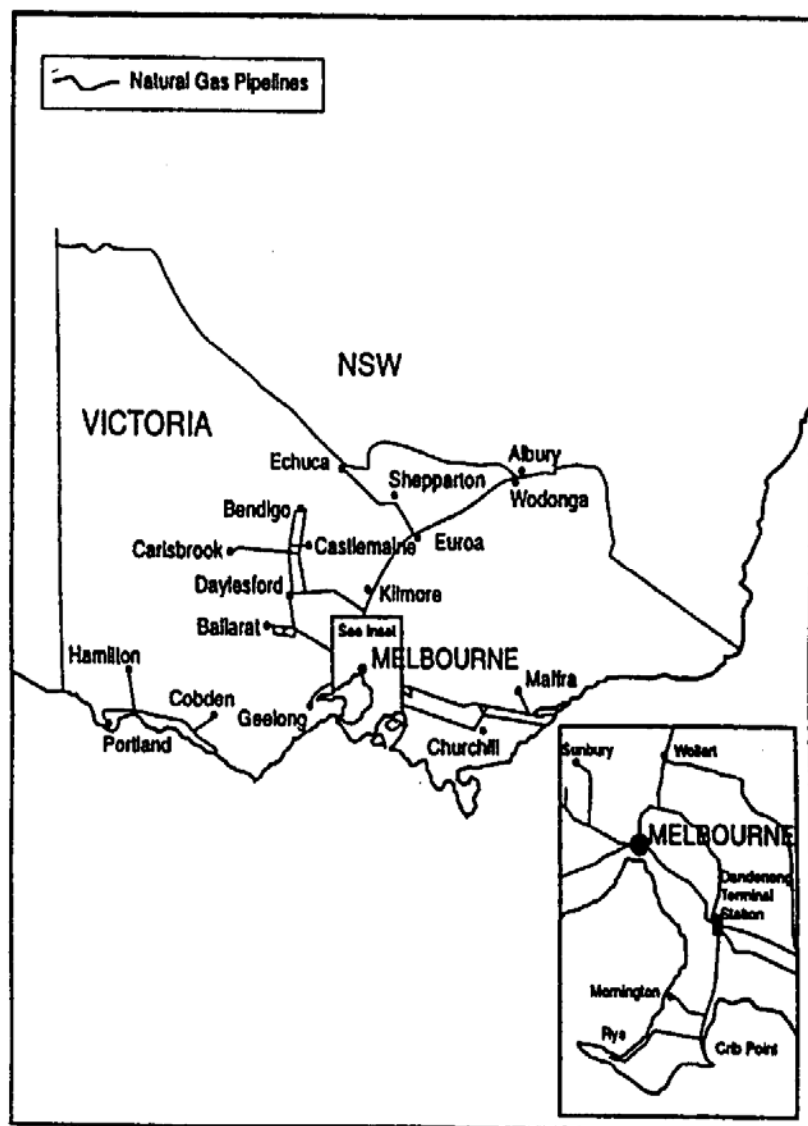 Natural Gas Pipelines
NSW
VICTORIA
Echuca
Albury
Shepparton
Wodonga
Bendigo
Carlsbrook
Castlemaine
Euroa
Daylesford
Kilmore
Ballarat
See Inset
MELBOURNE
Hamilton
Maffra
Cobden
Geelong
Portland
Churchill
Sunbury
Wollert
MELBOURNE
Dandenong
Terminal
Station
Mornington
Rye
Crib Point